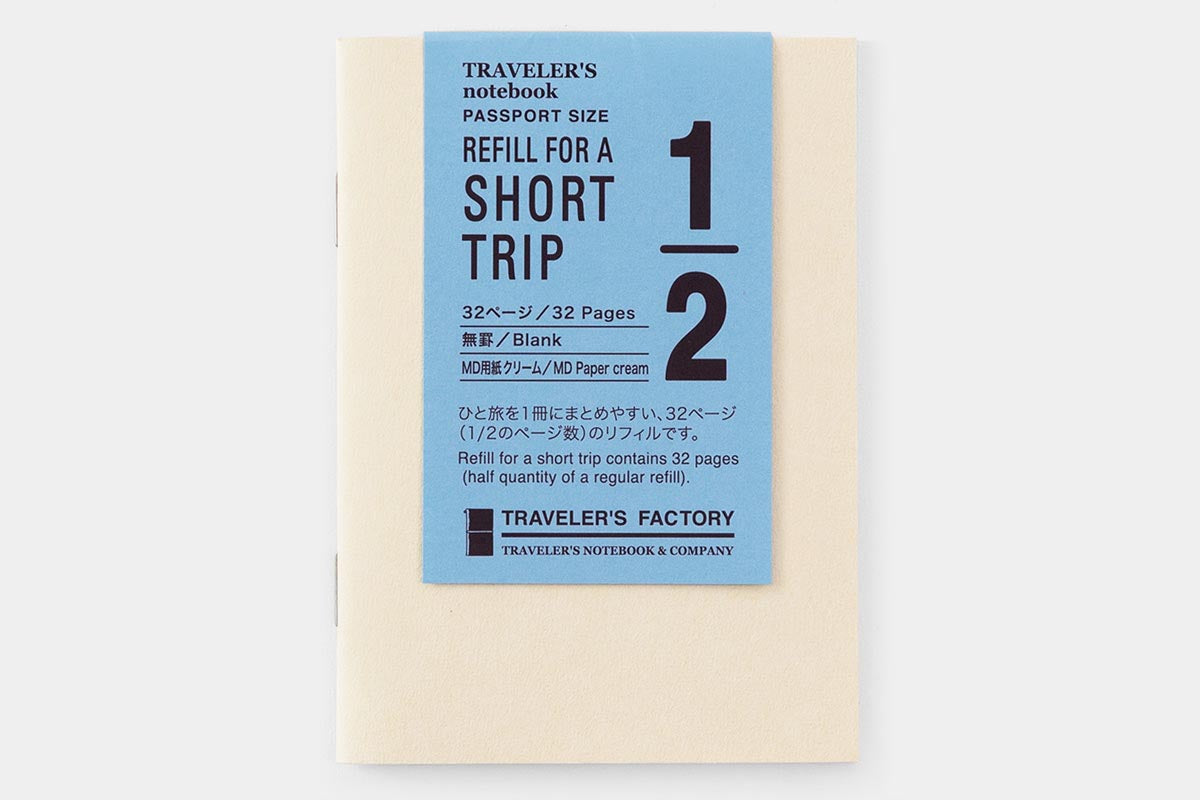 TRAVELER'S
notebook
PASSPORT SIZE
REFILL FOR A
SHORT
TRIP
1
2
32ページ／32 Pages
無罫／Blank
MD用紙クリーム／MD Paper cream
ひと旅を1冊にまとめやすい、32ページ
（1/2のページ数）のリフィルです。
Refill for a short trip contains 32 pages
(half quantity of a regular refill).
TRAVELER'S FACTORY
TRAVELER'S NOTEBOOK & COMPANY